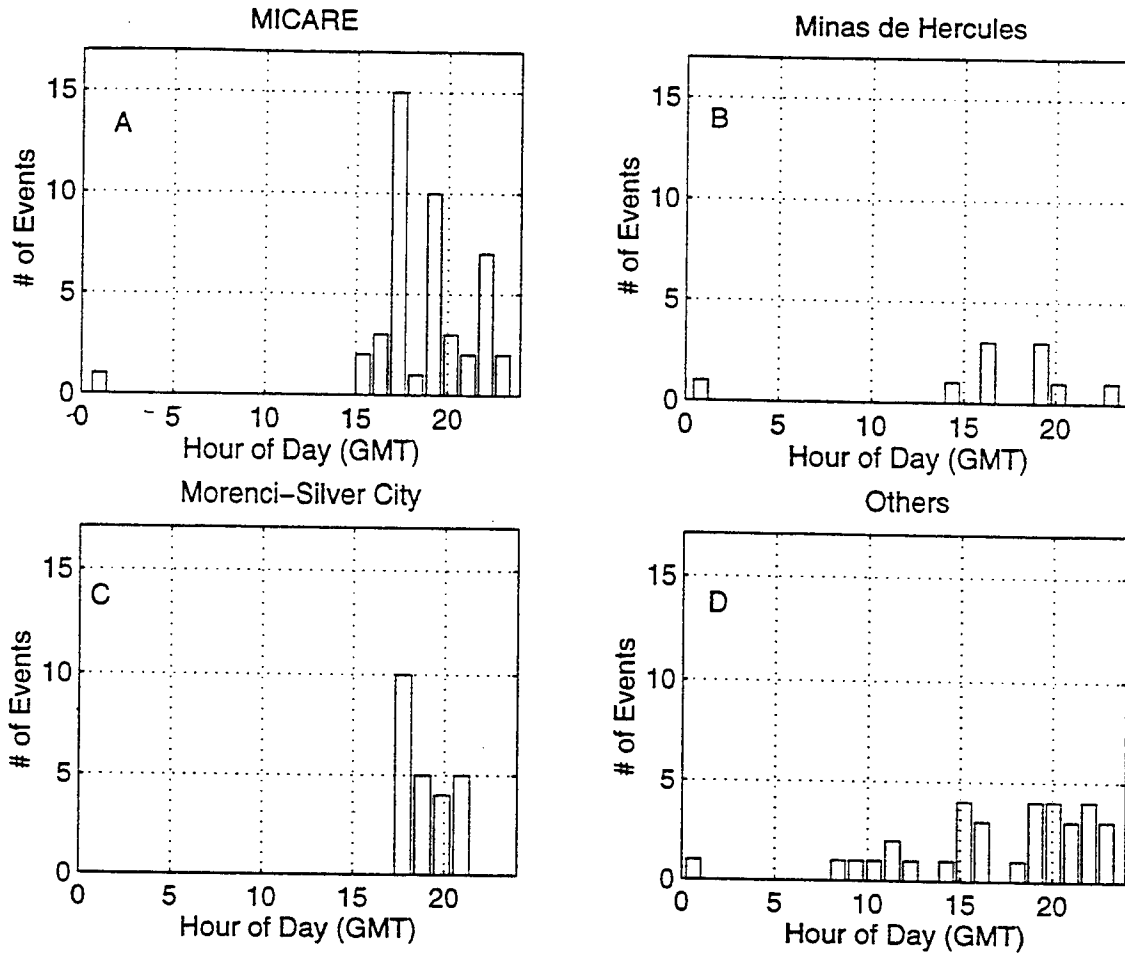 MICARE
15
10
5
0
# of Events
A
-0
5
10
15
20
Hour of Day (GMT)
Minas de Hercules
15
10
5
0
# of Events
B
0
5
10
15
20
Hour of Day (GMT)
Morenci–Silver City
15
10
5
0
# of Events
C
0
5
10
15
20
Hour of Day (GMT)
Others
15
10
5
0
# of Events
D
0
5
10
15
20
Hour of Day (GMT)